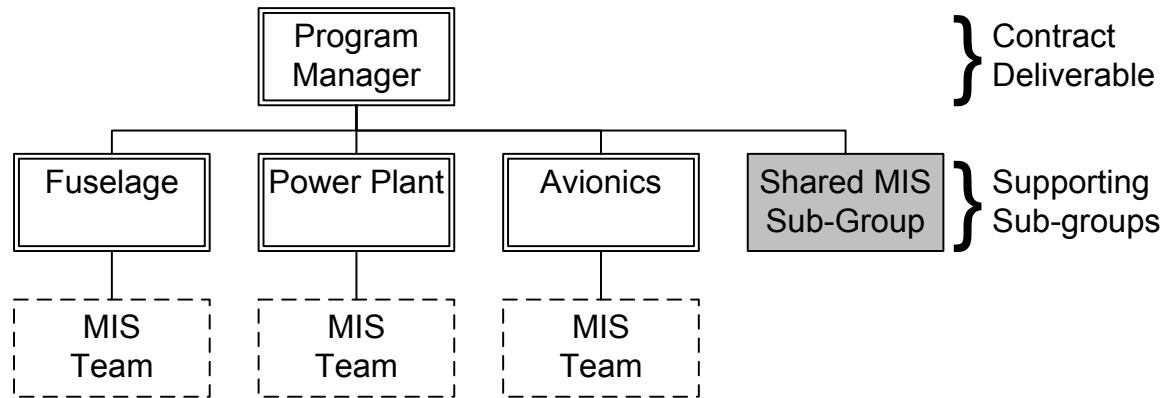 Program
Manager
Contract
Deliverable
Fuselage
Power Plant
Avionics
Shared MIS
Sub-Group
Supporting
Sub-groups
MIS
Team
MIS
Team
MIS
Team